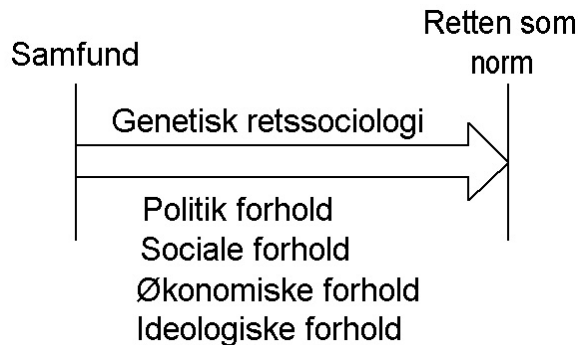 Samfund
Retten som
norm
Genetisk retssociologi
Politik forhold
Sociale forhold
Økonomiske forhold
Ideologiske forhold